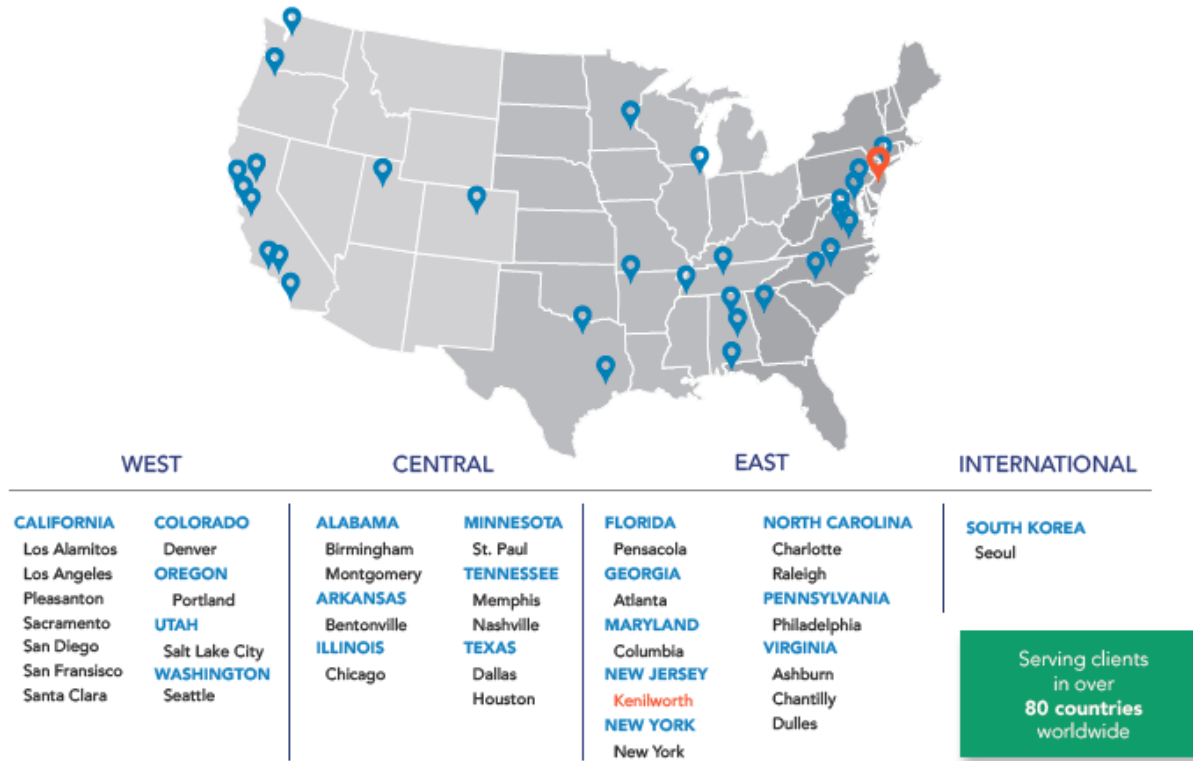 WEST
CENTRAL
EAST
INTERNATIONAL
CALIFORNIA
Los Alamitos
Los Angeles
Pleasanton
Sacramento
San Diego
San Fransisco
Santa Clara
COLORADO
Denver
OREGON
Portland
UTAH
Salt Lake City
WASHINGTON
Seattle
ALABAMA
Birmingham
Montgomery
ARKANSAS
Bentonville
ILLINOIS
Chicago
MINNESOTA
St. Paul
TENNESSEE
Memphis
Nashville
TEXAS
Dallas
Houston
FLORIDA
Pensacola
GEORGIA
Atlanta
MARYLAND
Columbia
NEW JERSEY
Kenilworth
NEW YORK
New York
NORTH CAROLINA
Charlotte
Raleigh
PENNSYLVANIA
Philadelphia
VIRGINIA
Ashburn
Chantilly
Dulles
SOUTH KOREA
Seoul
Serving clients
in over
80 countries
worldwide